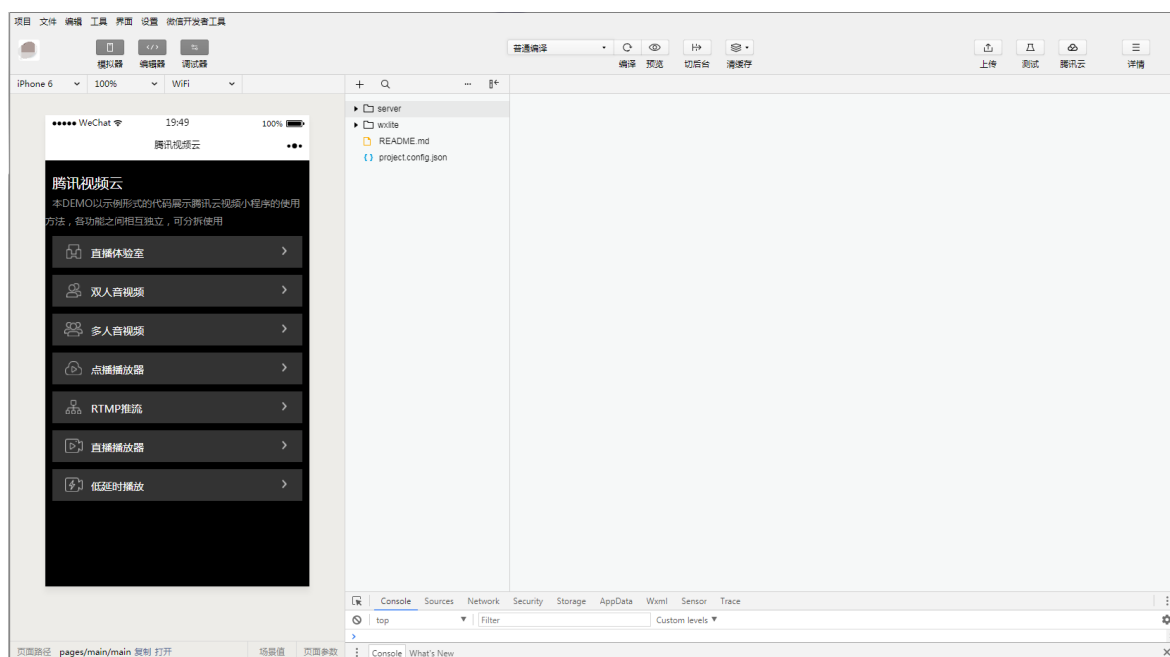 项目 文件 编辑 工具 界面 设置 微信开发者工具
模拟器 编辑器 调试器
普通编译
编译 预览 切后台 清缓存
上传 测试 腾讯云 详情
iPhone 6 100% WiFi
WeChat 19:49 100%
腾讯视频云
腾讯视频云
本DEMO以示例形式的代码展示腾讯云视频小程序的使用
方法，各功能之间相互独立，可分拆使用
直播体验室
双人音视频
多人音视频
点播播放器
RTMP推流
直播播放器
低延时播放
页面路径 pages/main/main 复制 打开 场景值 页面参数
server
wxlite
README.md
{ } project.config.json
Console Sources Network Security Storage AppData Wxml Sensor Trace
top Filter Custom levels
Console What's New